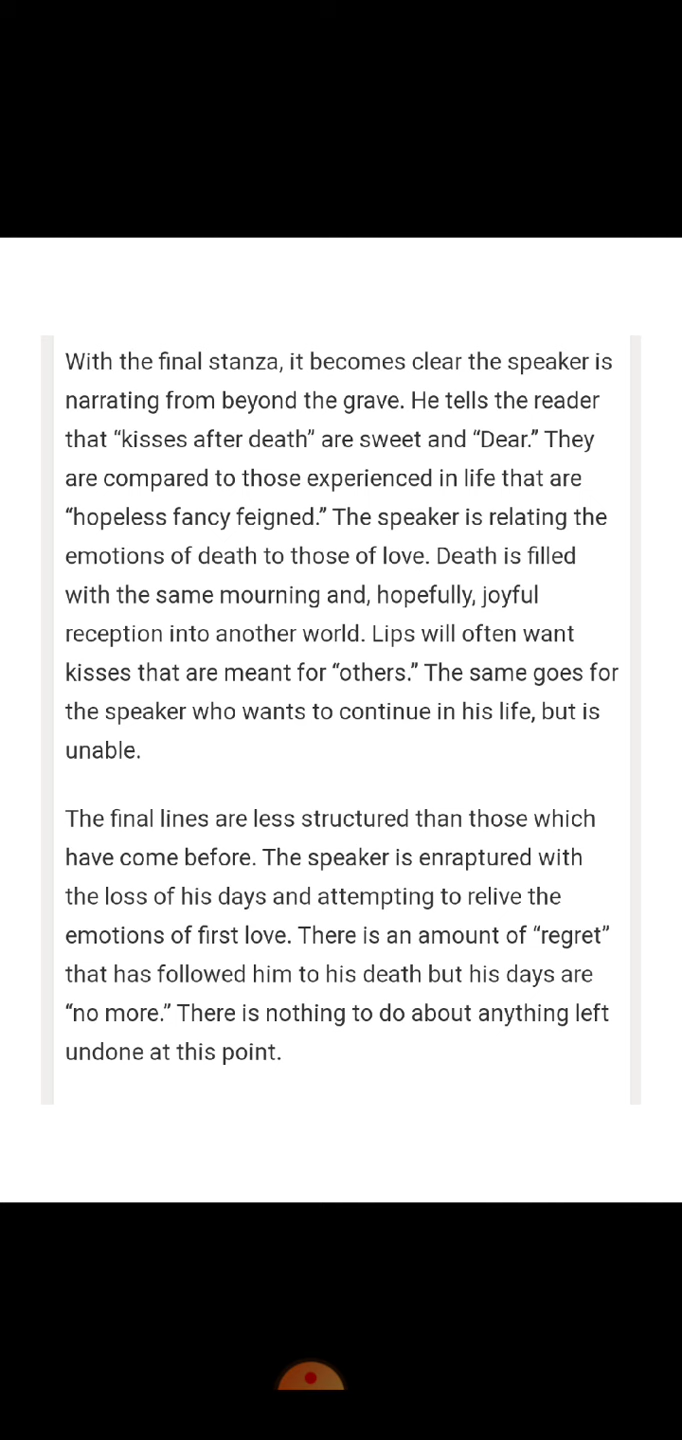 With the final stanza, it becomes clear the speaker is
narrating from beyond the grave. He tells the reader
that “kisses after death” are sweet and “Dear.” They
are compared to those experienced in life that are
“hopeless fancy feigned.” The speaker is relating the
emotions of death to those of love. Death is filled
with the same mourning and, hopefully, joyful
reception into another world. Lips will often want
kisses that are meant for “others.” The same goes for
the speaker who wants to continue in his life, but is
unable.
The final lines are less structured than those which
have come before. The speaker is enraptured with
the loss of his days and attempting to relive the
emotions of first love. There is an amount of “regret”
that has followed him to his death but his days are
“no more.” There is nothing to do about anything left
undone at this point.